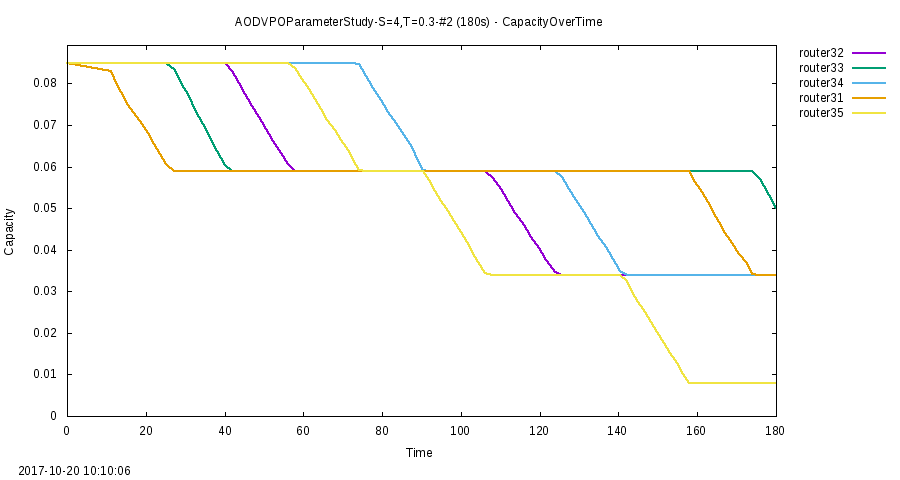 AODVPOParameterStudy-S=4,T=0.3-#2 (180s) - CapacityOverTime
router32
router33
router34
router31
router35
0.08
0.07
0.06
0.05
0.04
0.03
0.02
0.01
0
Capacity
0 20 40 60 80 100 120 140 160 180
Time
2017-10-20 10:10:06